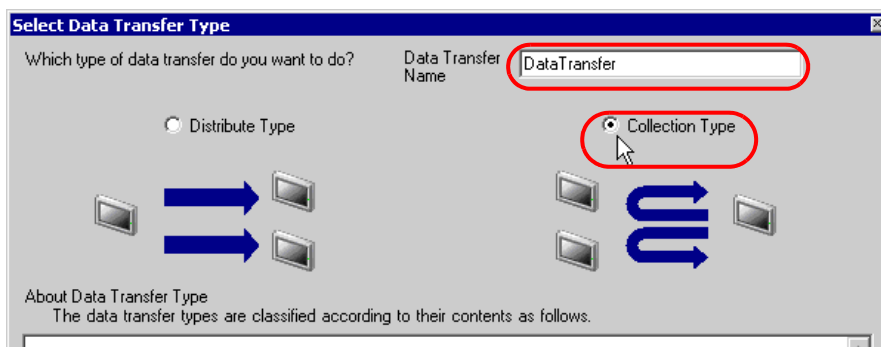 Select Data Transfer Type
Which type of data transfer do you want to do?
Data Transfer
Name
DataTransfer
Distribute Type
Collection Type
About Data Transfer Type
The data transfer types are classified according to their contents as follows.